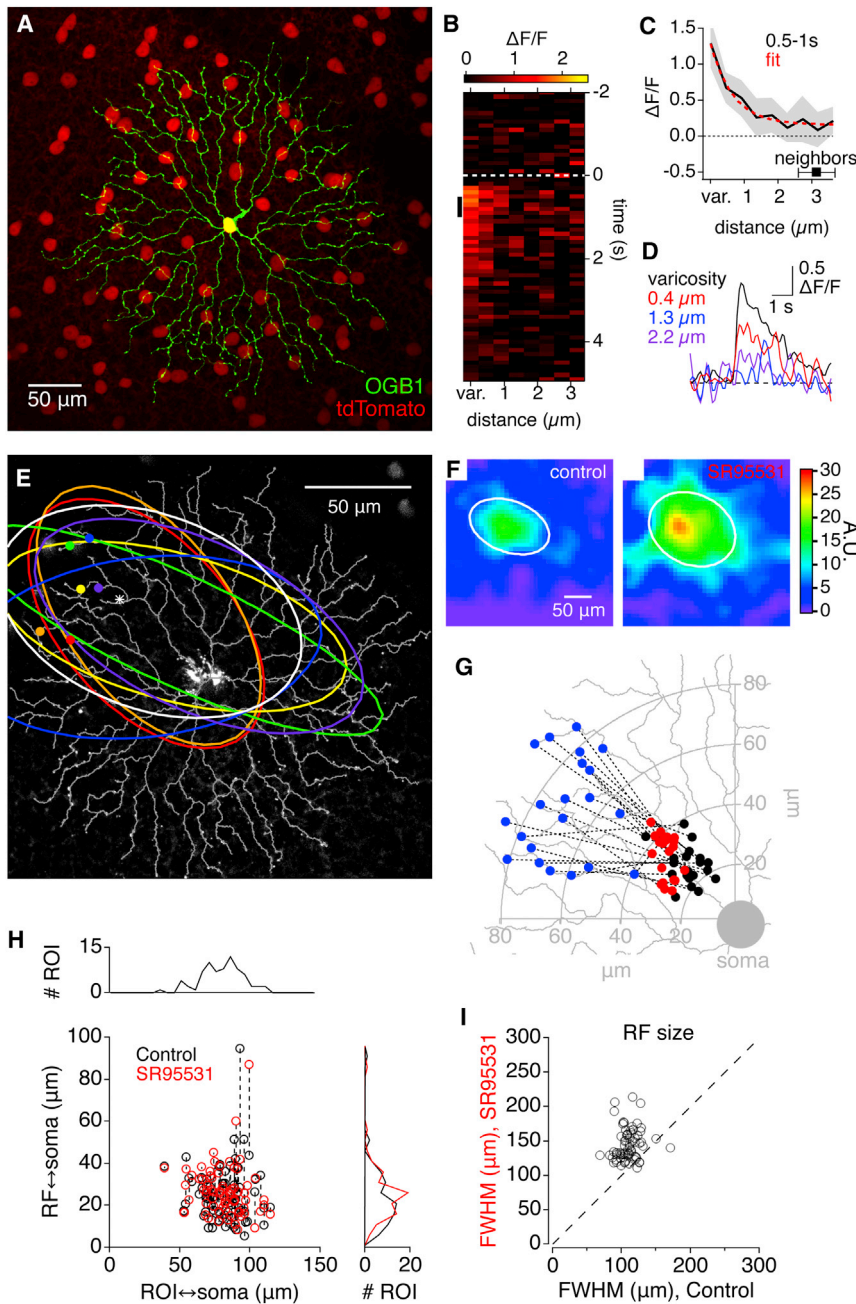 A
50 µm
OGB1
tdTomato
B
ΔF/F
0 1 2
-2
0
2
4
time (s)
var. 1 2 3
distance (µm)
C
1.5
1.0
0.5
0.0
-0.5
ΔF/F
0.5-1s
fit
neighbors
var. 1 2 3
distance (µm)
D
varicosity
0.4 µm
1.3 µm
2.2 µm
0.5
ΔF/F
1 s
E
50 µm
*
F
control
50 µm
SR95531
30
25
20
15
10
5
0
A.U.
G
80
60
40
20
µm
80 60 40 20
µm
soma
H
15
0
# ROI
100
80
60
40
20
0
RF↔soma (µm)
Control
SR95531
0 50 100 150
ROI↔soma (µm)
0 20
# ROI
I
RF size
300
250
200
150
100
50
0
FWHM (µm), SR95531
0 100 200 300
FWHM (µm), Control